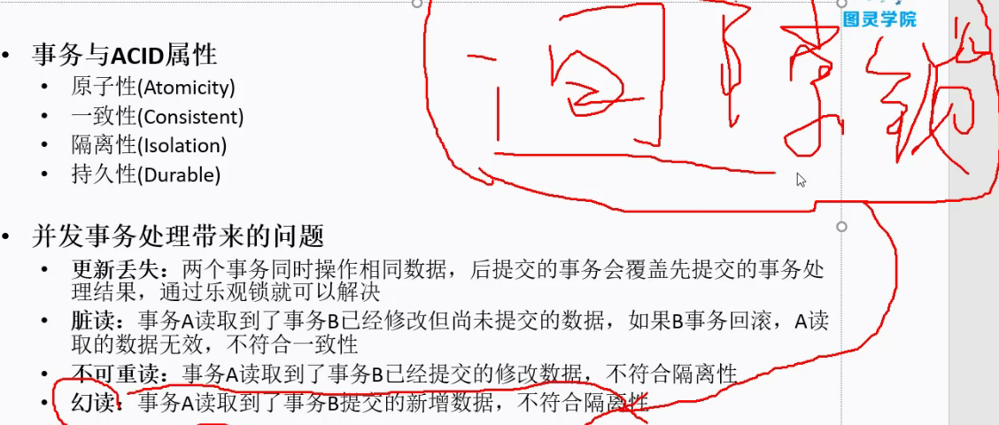 图灵学院
间隙锁
• 事务与ACID属性
• 原子性(Atomicity)
• 一致性(Consistent)
• 隔离性(Isolation)
• 持久性(Durable)
• 并发事务处理带来的问题
• 更新丢失：两个事务同时操作相同数据，后提交的事务会覆盖先提交的事务处
理结果，通过乐观锁就可以解决
• 脏读：事务A读取到了事务B已经修改但尚未提交的数据，如果B事务回滚，A读
取的数据无效，不符合一致性
• 不可重读：事务A读取到了事务B已经提交的修改数据，不符合隔离性
• 幻读：事务A读取到了事务B提交的新增数据，不符合隔离性